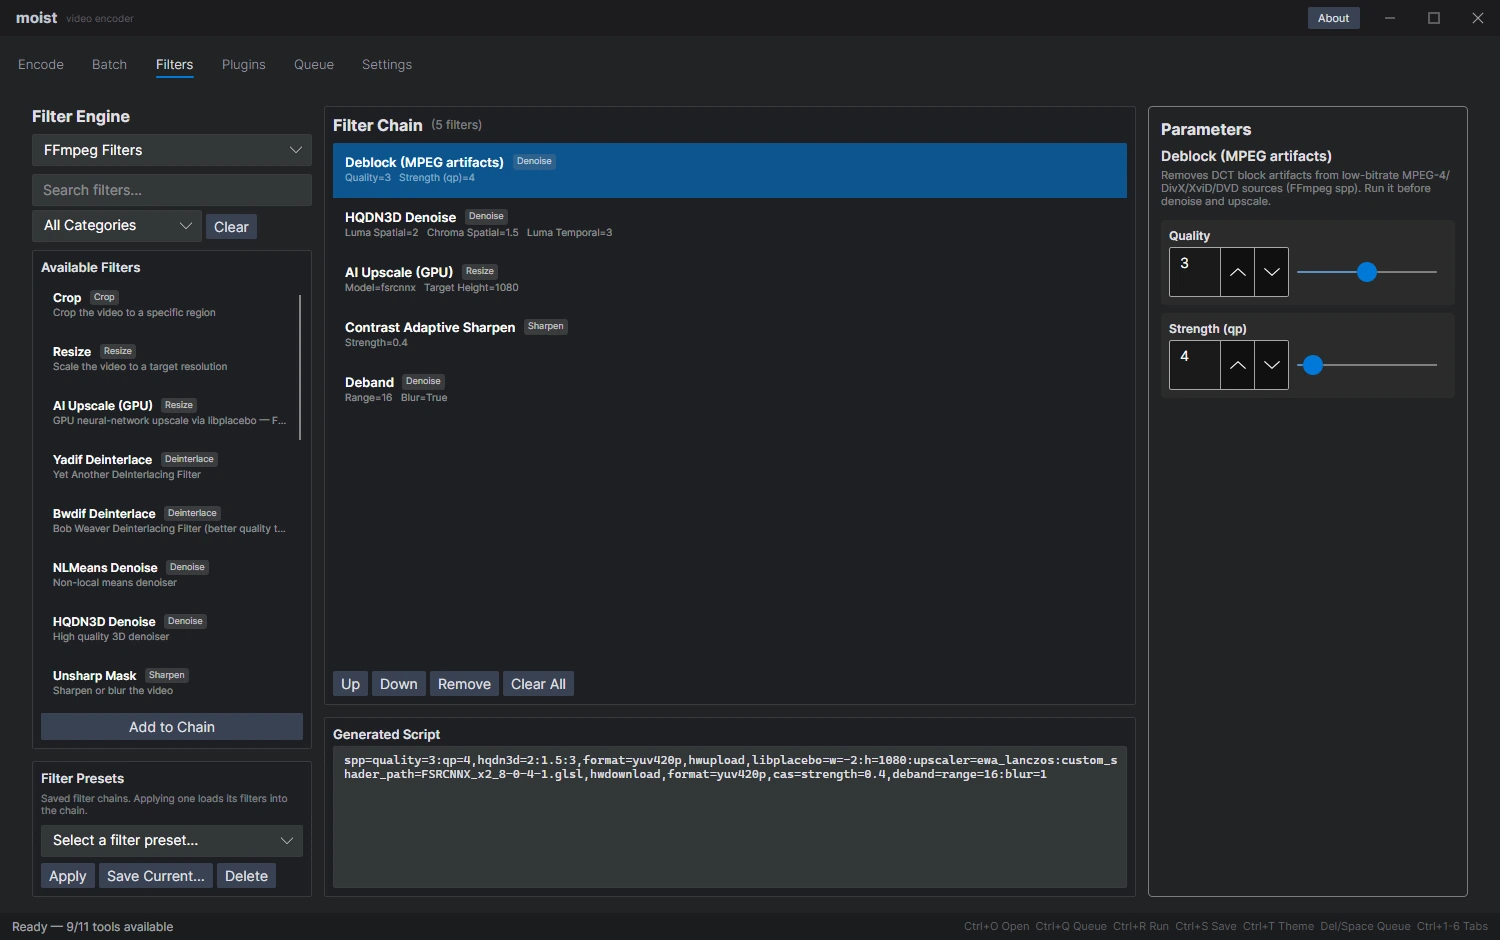 moist video encoder
About
Encode Batch Filters Plugins Queue Settings
Filter Engine
FFmpeg Filters
Search filters...
All Categories
Clear
Available Filters
Crop Crop
Crop the video to a specific region
Resize Resize
Scale the video to a target resolution
AI Upscale (GPU) Resize
GPU neural-network upscale via libplacebo — F...
Yadif Deinterlace Deinterlace
Yet Another DeInterlacing Filter
Bwdif Deinterlace Deinterlace
Bob Weaver Deinterlacing Filter (better quality t...
NLMeans Denoise Denoise
Non-local means denoiser
HQDN3D Denoise Denoise
High quality 3D denoiser
Unsharp Mask Sharpen
Sharpen or blur the video
Add to Chain
Filter Presets
Saved filter chains. Applying one loads its filters into
the chain.
Select a filter preset...
Apply Save Current... Delete
Filter Chain (5 filters)
Deblock (MPEG artifacts) Denoise
Quality=3 Strength (qp)=4
HQDN3D Denoise Denoise
Luma Spatial=2 Chroma Spatial=1.5 Luma Temporal=3
AI Upscale (GPU) Resize
Model=fsrcnnx Target Height=1080
Contrast Adaptive Sharpen Sharpen
Strength=0.4
Deband Denoise
Range=16 Blur=True
Up Down Remove Clear All
Generated Script
spp=quality=3:qp=4,hqdn3d=2:1.5:3,format=yuv420p,hwupload,libplacebo=w=-2:h=1080:upscaler=ewa_lanczos:custom_s
hader_path=FSRCNNX_x2_8-0-4-1.glsl,hwdownload,format=yuv420p,cas=strength=0.4,deband=range=16:blur=1
Parameters
Deblock (MPEG artifacts)
Removes DCT block artifacts from low-bitrate MPEG-4/
DivX/XviD/DVD sources (FFmpeg spp). Run it before
denoise and upscale.
Quality
3
Strength (qp)
4
Ready — 9/11 tools available
Ctrl+O Open Ctrl+Q Queue Ctrl+R Run Ctrl+S Save Ctrl+T Theme Del/Space Queue Ctrl+1-6 Tabs